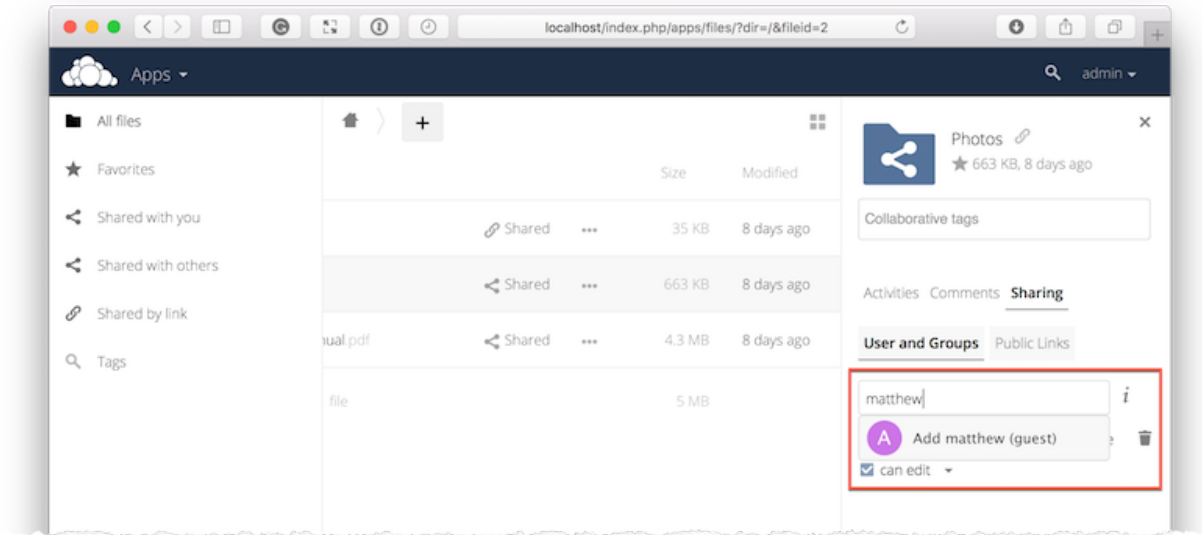 localhost/index.php/apps/files/?dir=/&fileid=2
Apps
admin
All files
Favorites
Shared with you
Shared with others
Shared by link
Tags
Size Modified
Shared 35 KB 8 days ago
Shared 663 KB 8 days ago
nual.pdf Shared 4.3 MB 8 days ago
file 5 MB
Photos
663 KB, 8 days ago
Collaborative tags
Activities Comments Sharing
User and Groups Public Links
matthew i
A Add matthew (guest) e
can edit